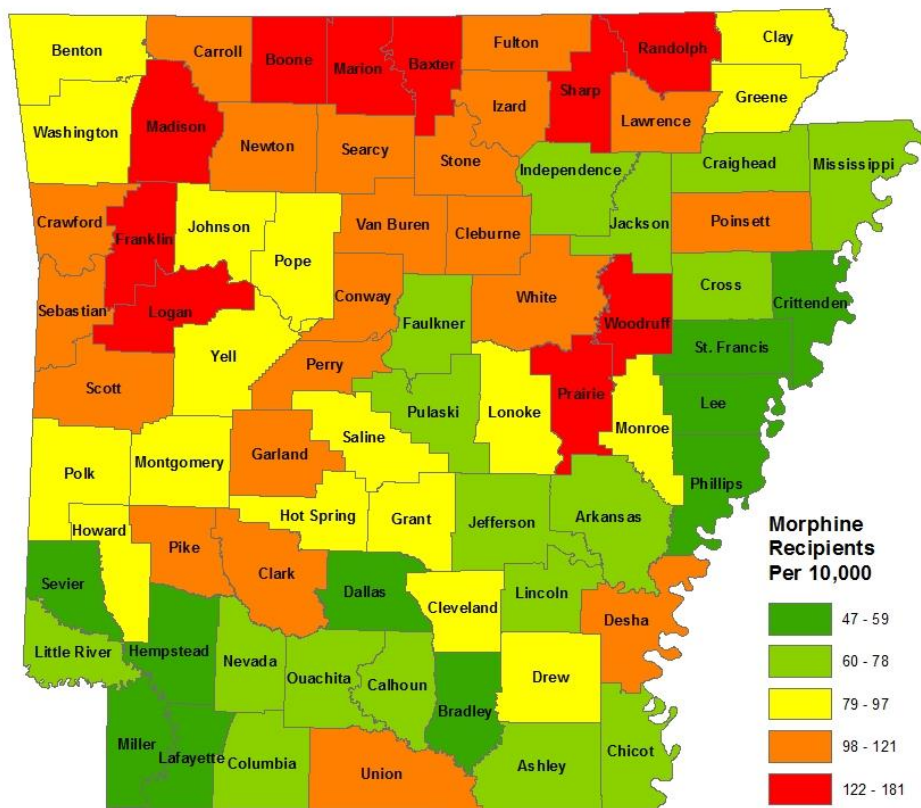 Benton
Carroll
Boone
Marion
Baxter
Fulton
Randolph
Clay
Sharp
Izard
Greene
Washington
Madison
Lawrence
Newton
Searcy
Stone
Independence
Craighead
Mississippi
Crawford
Franklin
Johnson
Van Buren
Cleburne
Jackson
Poinsett
Pope
Sebastian
Logan
Conway
White
Cross
Crittenden
Faulkner
Woodruff
St. Francis
Yell
Perry
Scott
Pulaski
Lonoke
Prairie
Lee
Saline
Monroe
Garland
Polk
Montgomery
Phillips
Hot Spring
Grant
Jefferson
Arkansas
Howard
Pike
Clark
Sevier
Dallas
Cleveland
Lincoln
Desha
Little River
Hempstead
Nevada
Ouachita
Calhoun
Drew
Bradley
Miller
Lafayette
Columbia
Union
Ashley
Chicot
Morphine
Recipients
Per 10,000
47 - 59
60 - 78
79 - 97
98 - 121
122 - 181